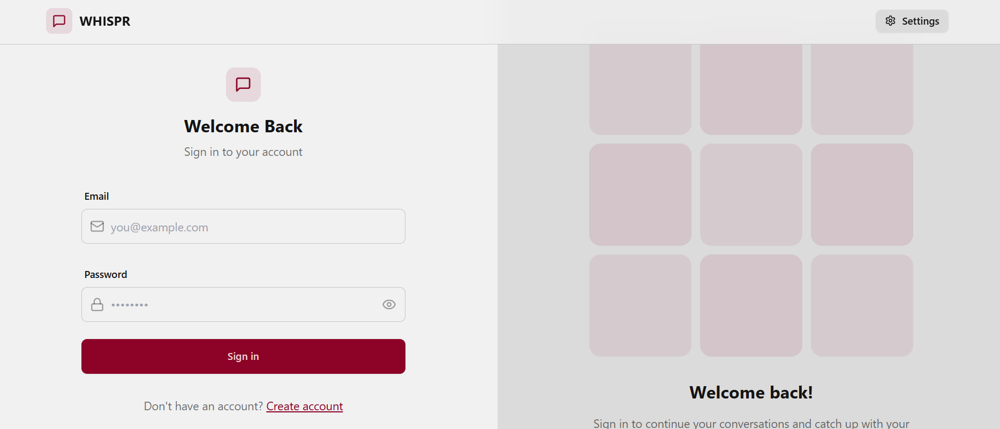 WHISPR
Settings
Welcome Back
Sign in to your account
Email
you@example.com
Password
••••••••
Sign in
Don't have an account? Create account
Welcome back!
Sign in to continue your conversations and catch up with your